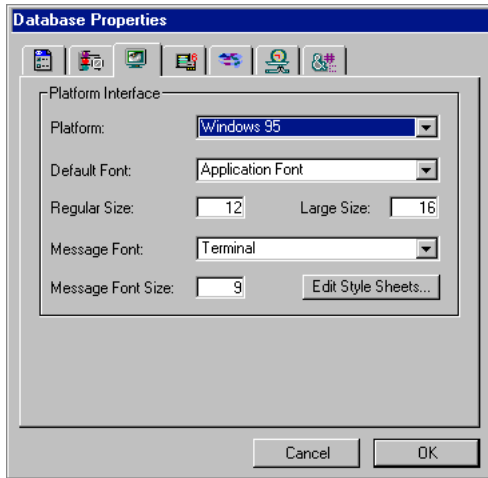 Database Properties
Platform Interface
Platform: Windows 95
Default Font: Application Font
Regular Size: 12 Large Size: 16
Message Font: Terminal
Message Font Size: 9 Edit Style Sheets...
Cancel OK